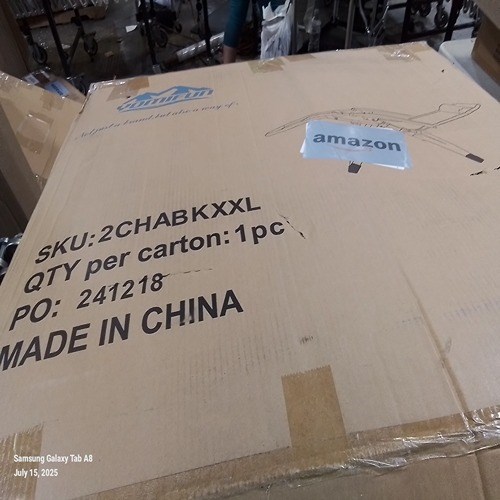 amazon
SKU:2CHABKXXL
QTY per carton:1pc
PO: 241218
MADE IN CHINA
Samsung Galaxy Tab A8
July 15, 2025